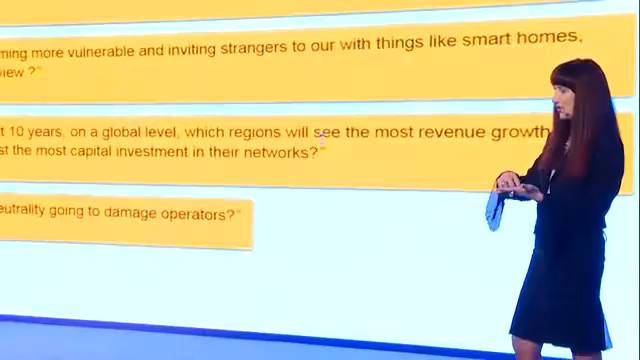 ming more vulnerable and inviting strangers to our with things like smart homes,
view ?"
t 10 years, on a global level, which regions will see the most revenue growth
st the most capital investment in their networks?"
eutrality going to damage operators?"